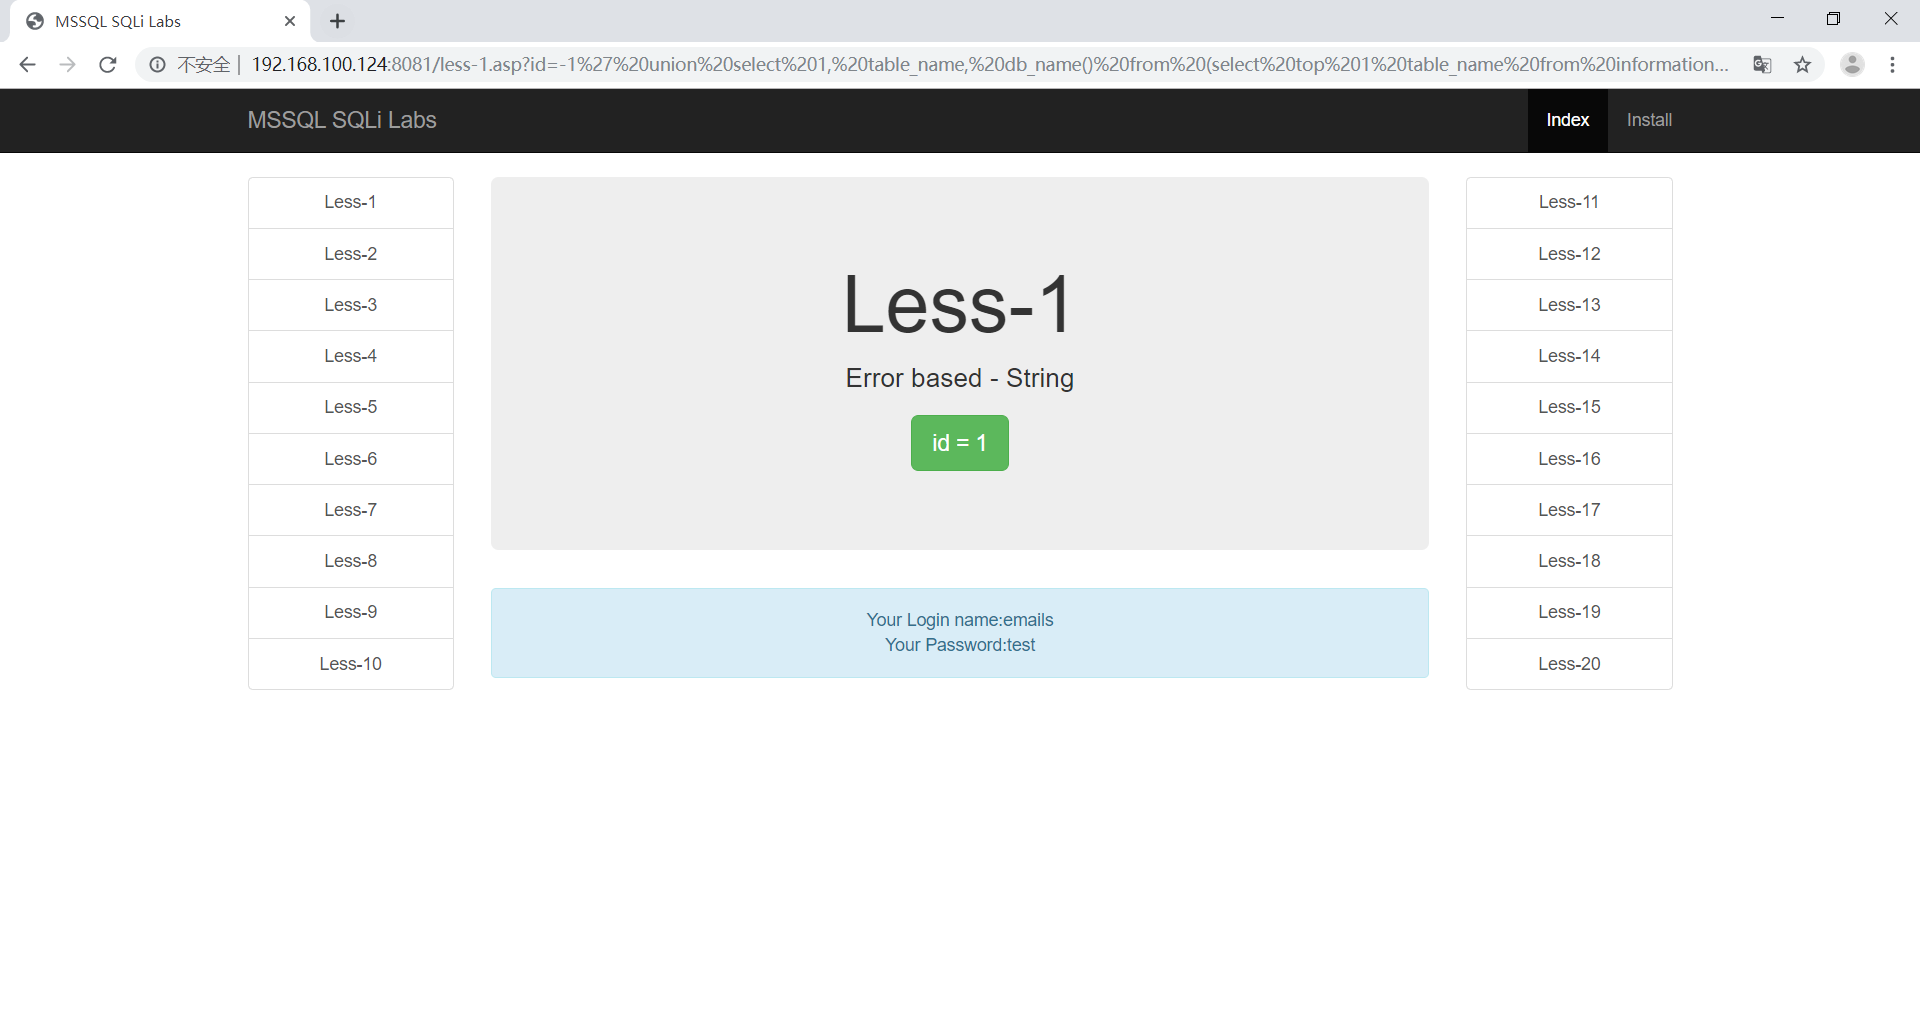 MSSQL SQLi Labs
不安全 | 192.168.100.124:8081/less-1.asp?id=-1%27%20union%20select%201,%20table_name,%20db_name()%20from%20(select%20top%201%20table_name%20from%20information...
MSSQL SQLi Labs
Index
Install
Less-1
Less-2
Less-3
Less-4
Less-5
Less-6
Less-7
Less-8
Less-9
Less-10
Less-1
Error based - String
id = 1
Your Login name:emails
Your Password:test
Less-11
Less-12
Less-13
Less-14
Less-15
Less-16
Less-17
Less-18
Less-19
Less-20